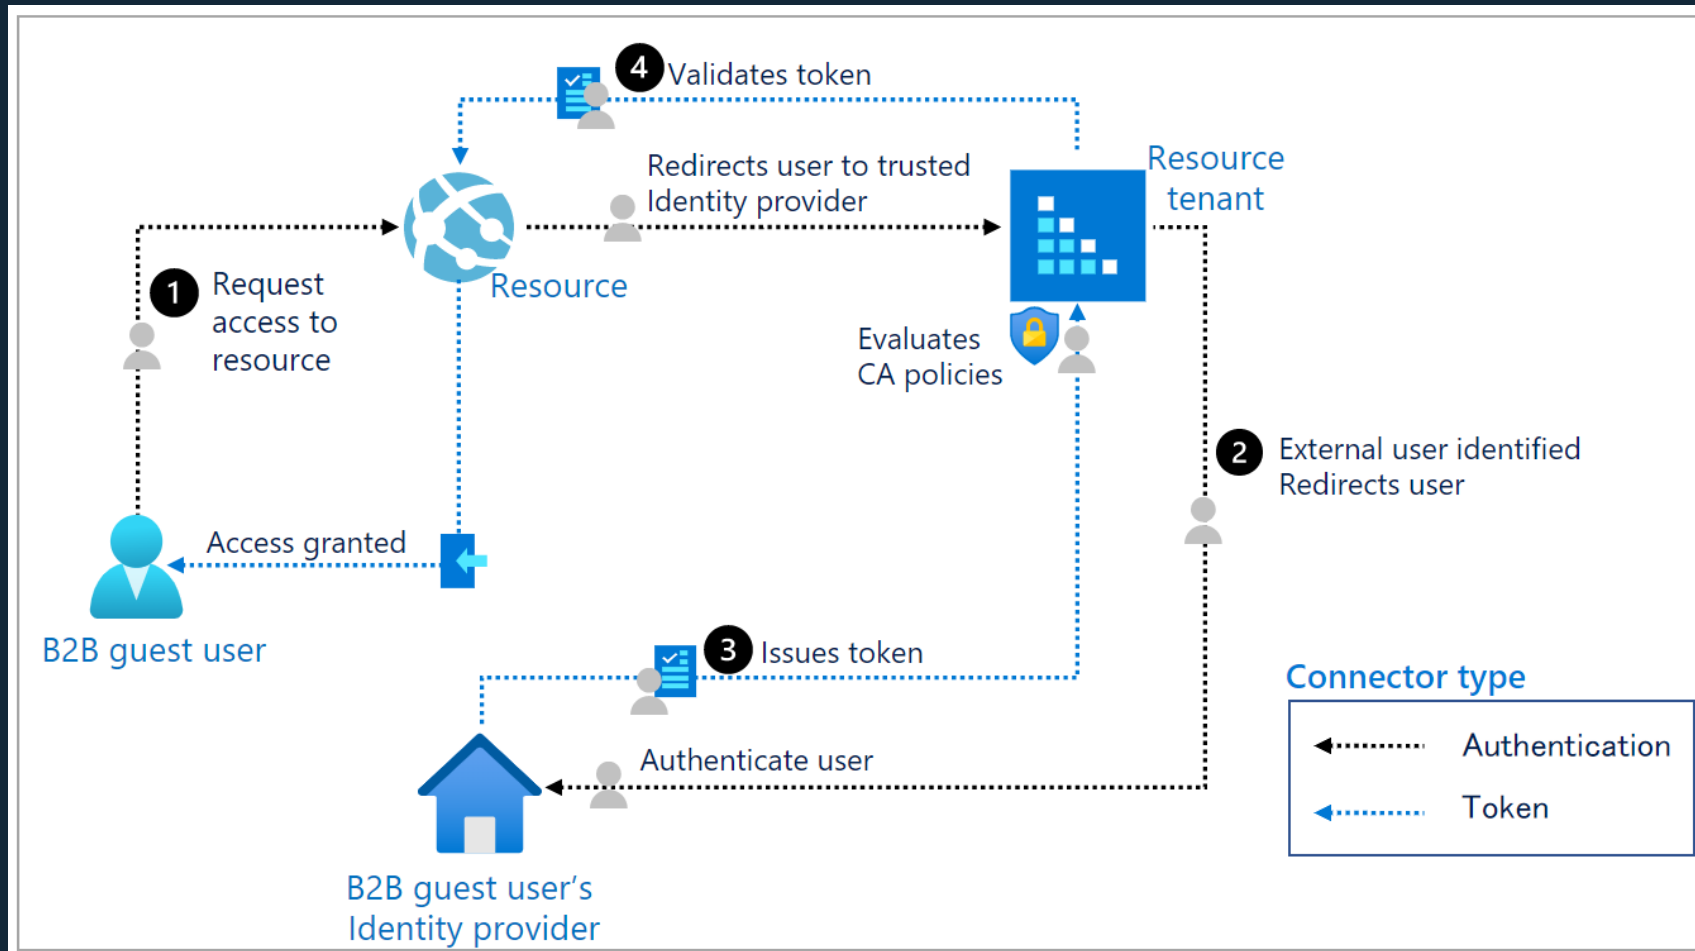 4 Validates token
Redirects user to trusted
Identity provider
Resource
tenant
1 Request
access to
resource
Resource
Evaluates
CA policies
2 External user identified
Redirects user
Access granted
B2B guest user
3 Issues token
Authenticate user
B2B guest user's
Identity provider
Connector type
Authentication
Token